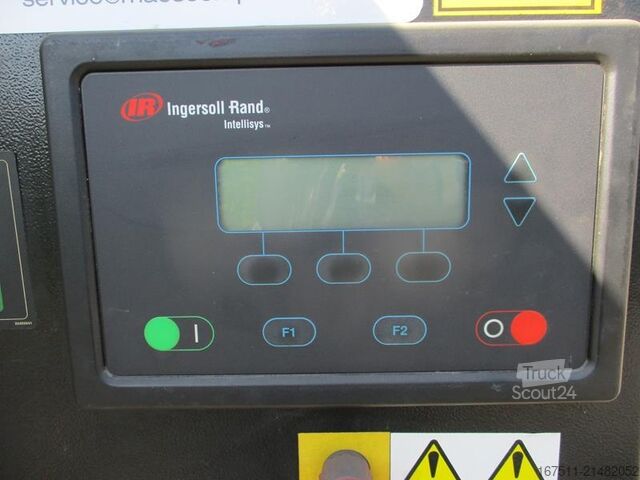 IR Ingersoll Rand®
Intellisys™
I
F1
F2
O
Truck
Scout24
167511-21482052